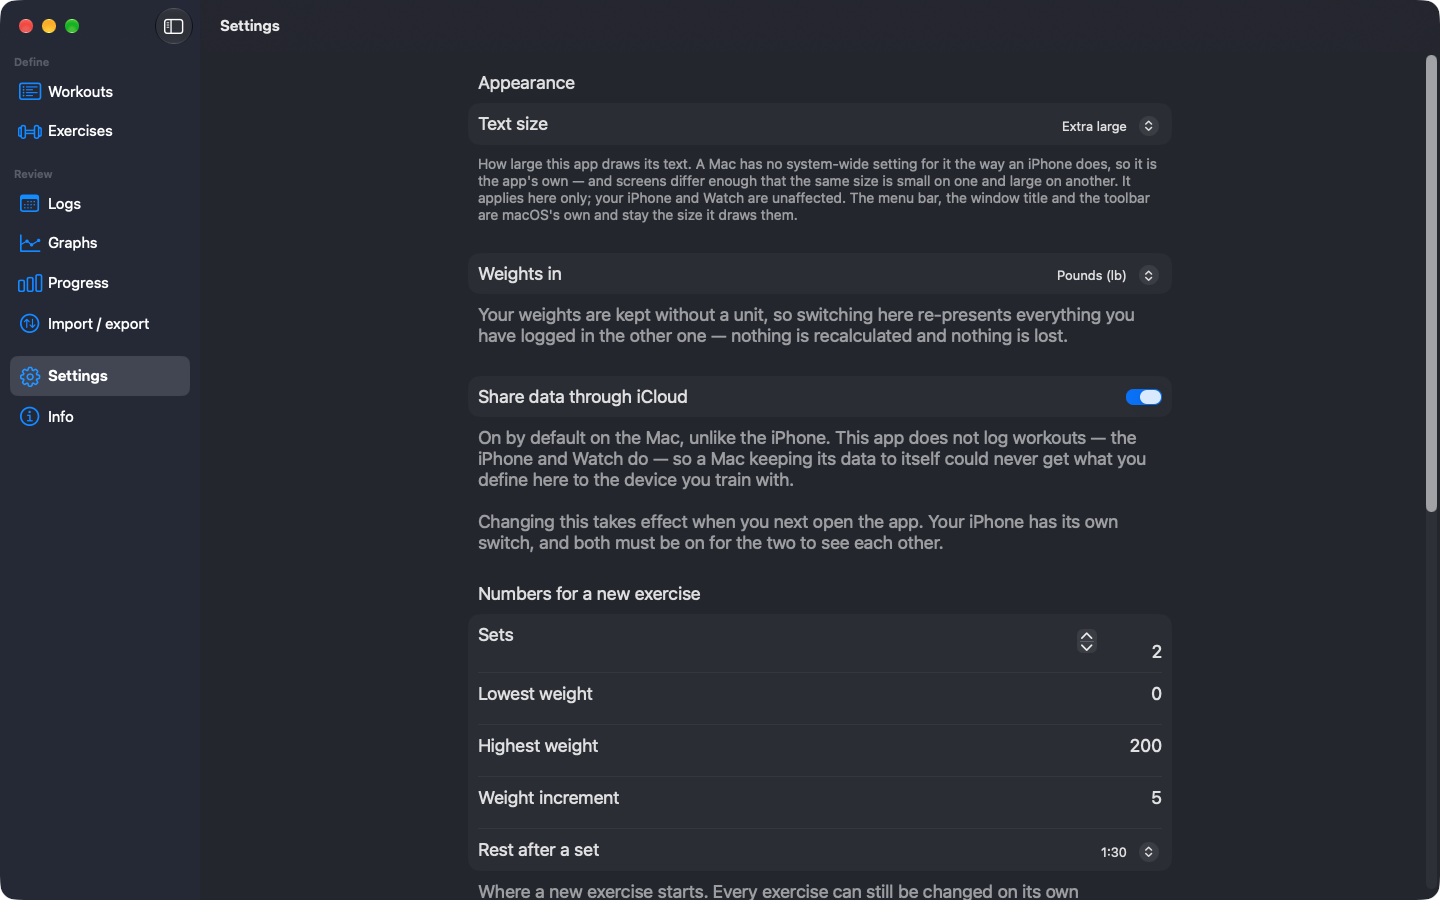 Settings
Define
Workouts
Exercises
Review
Logs
Graphs
Progress
Import / export
Settings
Info
Appearance
Text size
Extra large
How large this app draws its text. A Mac has no system-wide setting for it the way an iPhone does, so it is
the app's own — and screens differ enough that the same size is small on one and large on another. It
applies here only; your iPhone and Watch are unaffected. The menu bar, the window title and the toolbar
are macOS's own and stay the size it draws them.
Weights in
Pounds (lb)
Your weights are kept without a unit, so switching here re-presents everything you
have logged in the other one — nothing is recalculated and nothing is lost.
Share data through iCloud
On by default on the Mac, unlike the iPhone. This app does not log workouts — the
iPhone and Watch do — so a Mac keeping its data to itself could never get what you
define here to the device you train with.
Changing this takes effect when you next open the app. Your iPhone has its own
switch, and both must be on for the two to see each other.
Numbers for a new exercise
Sets
2
Lowest weight
0
Highest weight
200
Weight increment
5
Rest after a set
1:30
Where a new exercise starts. Every exercise can still be changed on its own